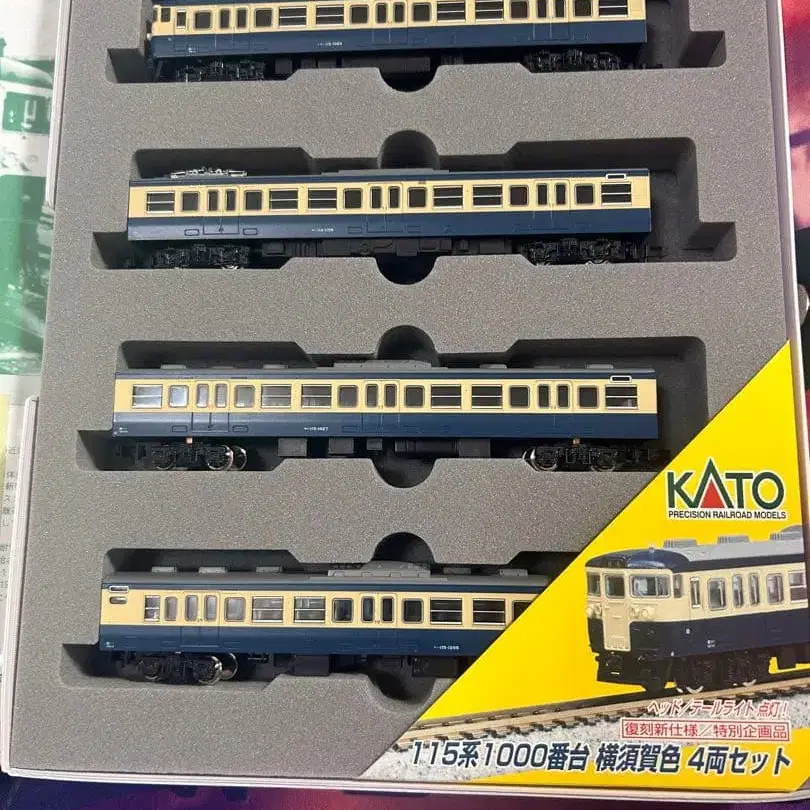 KATO
PRECISION RAILROAD MODELS
ヘッド/テールライト点灯!
復刻新仕様/特別企画品
115系1000番台 横須賀色 4両セット